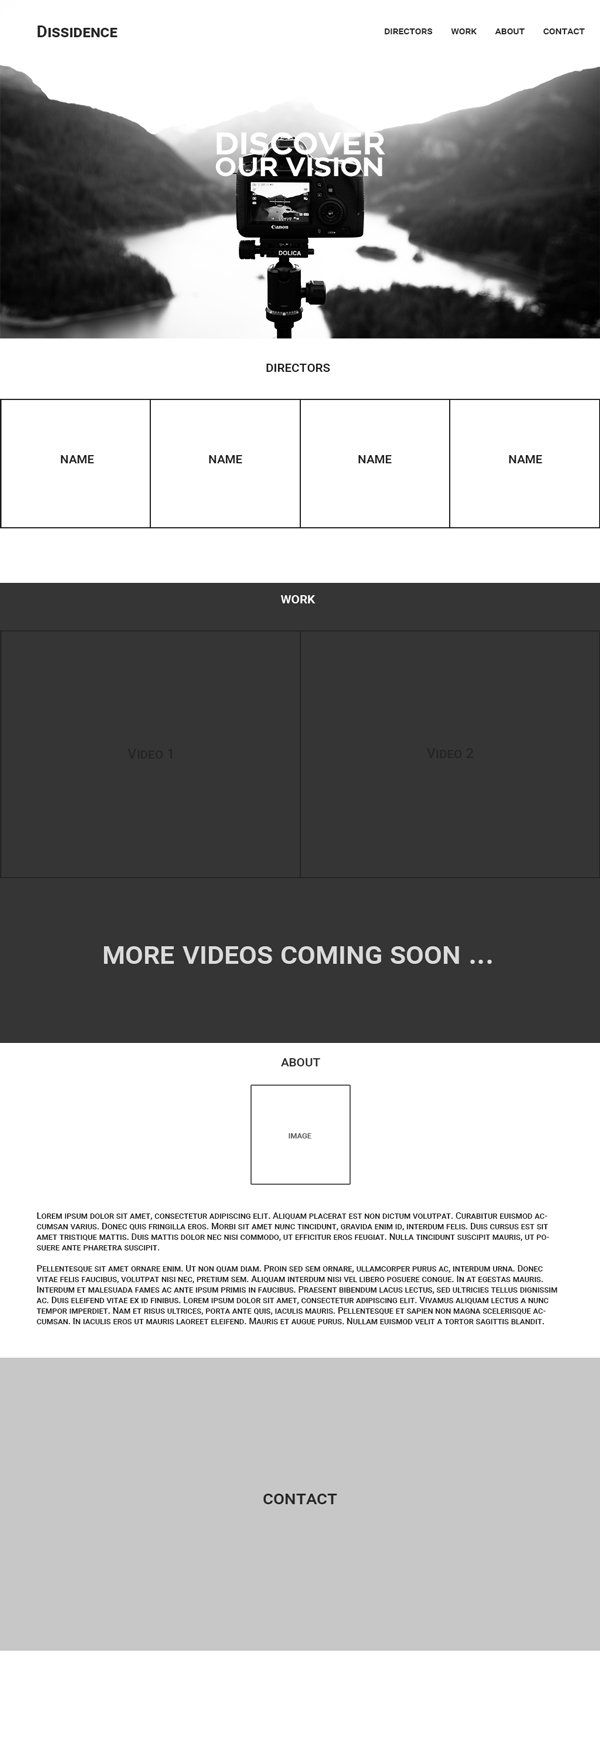 Dissidence
DIRECTORS WORK ABOUT CONTACT
DISCOVER
OUR VISION
Canon
DOLICA
DIRECTORS
NAME NAME NAME NAME
WORK
Video 1 Video 2
MORE VIDEOS COMING SOON ...
ABOUT
IMAGE
Lorem ipsum dolor sit amet, consectetur adipiscing elit. Aliquam placerat est non dictum volutpat. Curabitur euismod ac-
cumsan varius. Donec quis fringilla eros. Morbi sit amet nunc tincidunt, gravida enim id, interdum felis. Duis cursus est sit
amet tristique mattis. Duis mattis dolor nec nisi commodo, ut efficitur eros feugiat. Nulla tincidunt suscipit mauris, ut po-
suere ante pharetra suscipit.
Pellentesque sit amet ornare enim. Ut non quam diam. Proin sed sem ornare, ullamcorper purus ac, interdum urna. Donec
vitae felis faucibus, volutpat nisi nec, pretium sem. Aliquam interdum nisi vel libero posuere congue. In at egestas mauris.
Interdum et malesuada fames ac ante ipsum primis in faucibus. Praesent bibendum lacus lectus, sed ultricies tellus dignissim
ac. Duis eleifend vitae ex id finibus. Lorem ipsum dolor sit amet, consectetur adipiscing elit. Vivamus aliquam lectus a nunc
tempor imperdiet. Nam et risus ultrices, porta ante quis, iaculis mauris. Pellentesque et sapien non magna scelerisque ac-
cumsan. In iaculis eros ut mauris laoreet eleifend. Mauris et augue purus. Nullam euismod velit a tortor sagittis blandit.
CONTACT